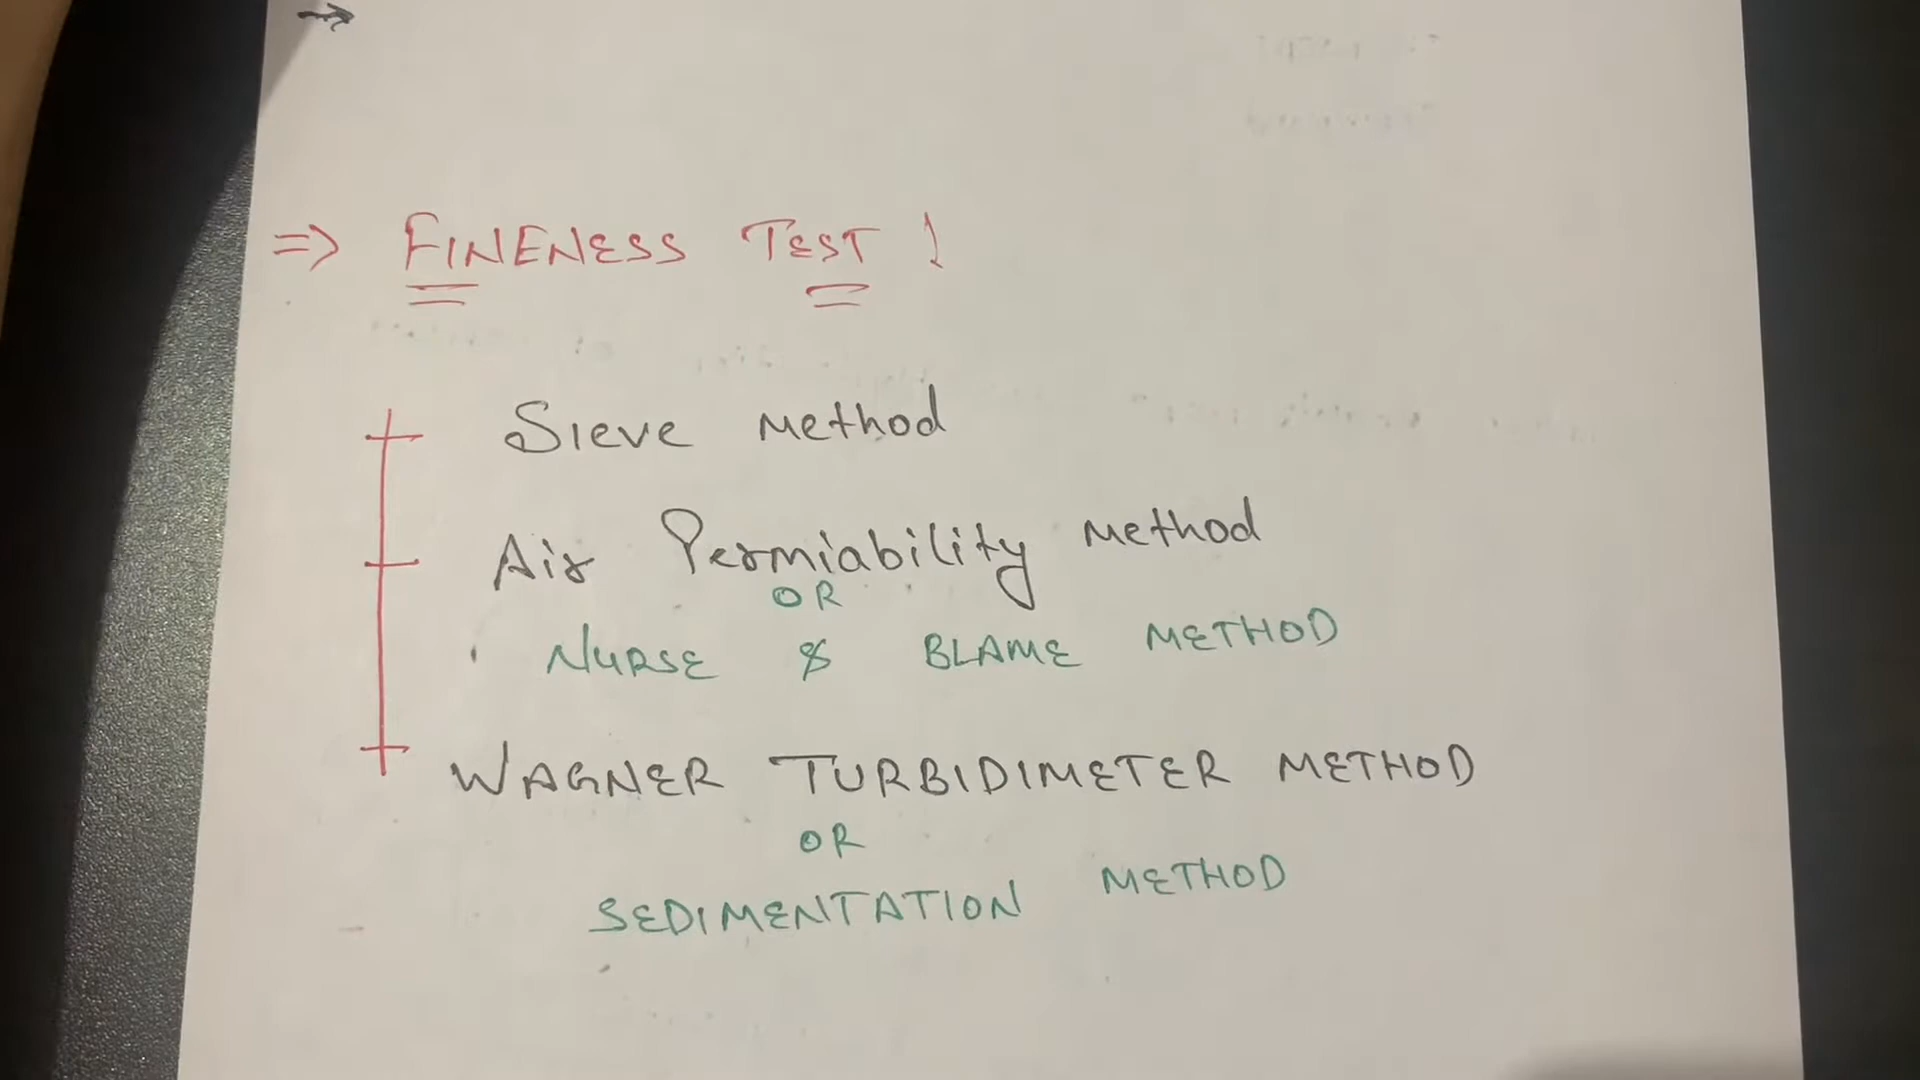 => FINENESS TEST !
Sieve method
Air Permiability method
OR
NURSE & BLAME METHOD
WAGNER TURBIDIMETER METHOD
OR
SEDIMENTATION METHOD